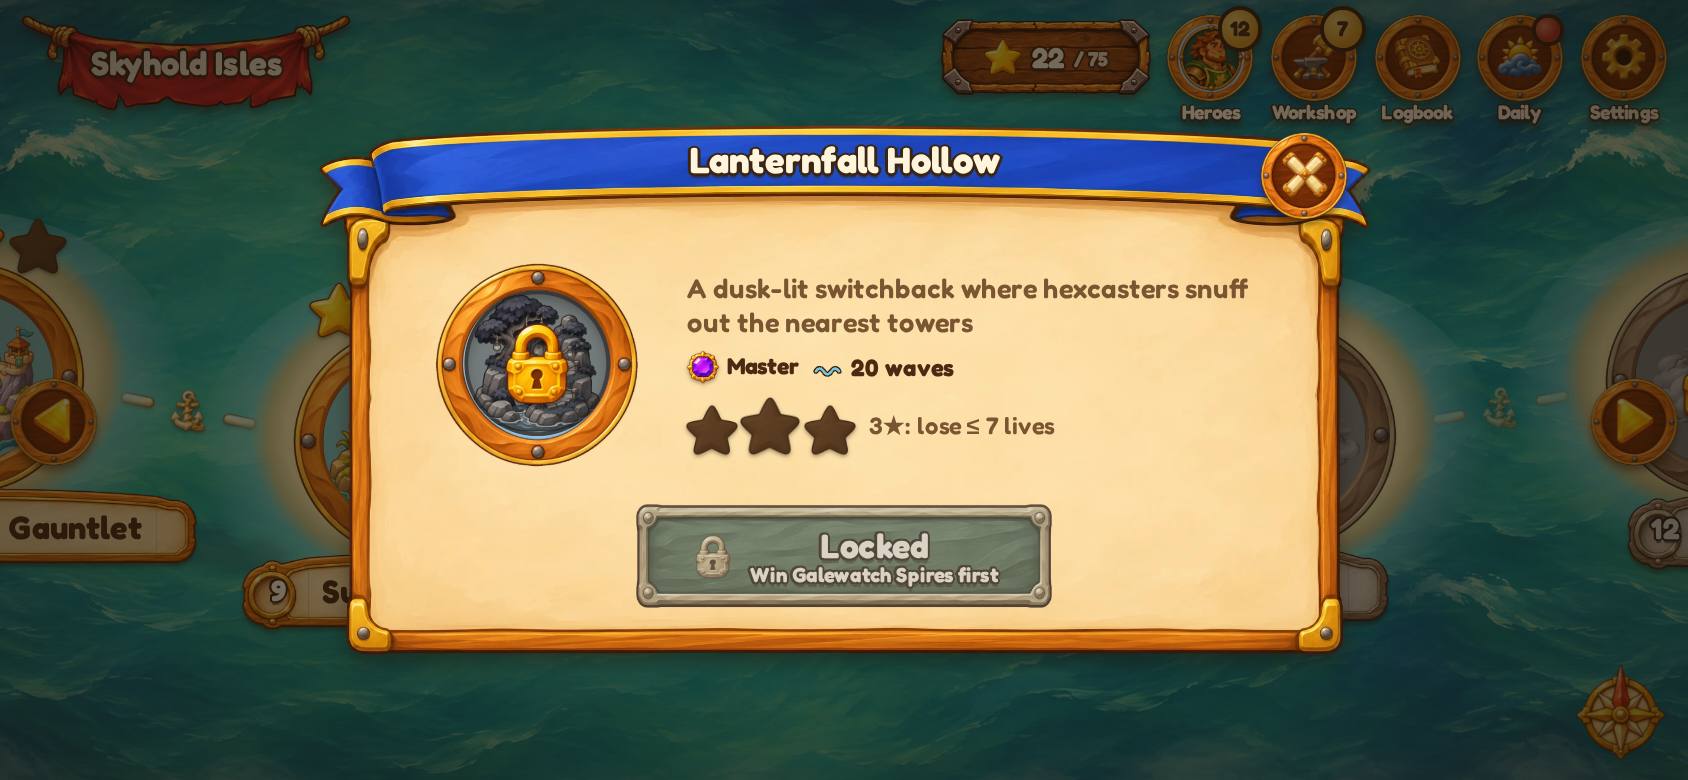 Skyhold Isles
22 / 75
12
7
Heroes
Workshop
Logbook
Daily
Settings
Lanternfall Hollow
A dusk-lit switchback where hexcasters snuff
out the nearest towers
Master
20 waves
3★: lose ≤ 7 lives
Locked
Win Galewatch Spires first
Gauntlet
9
12